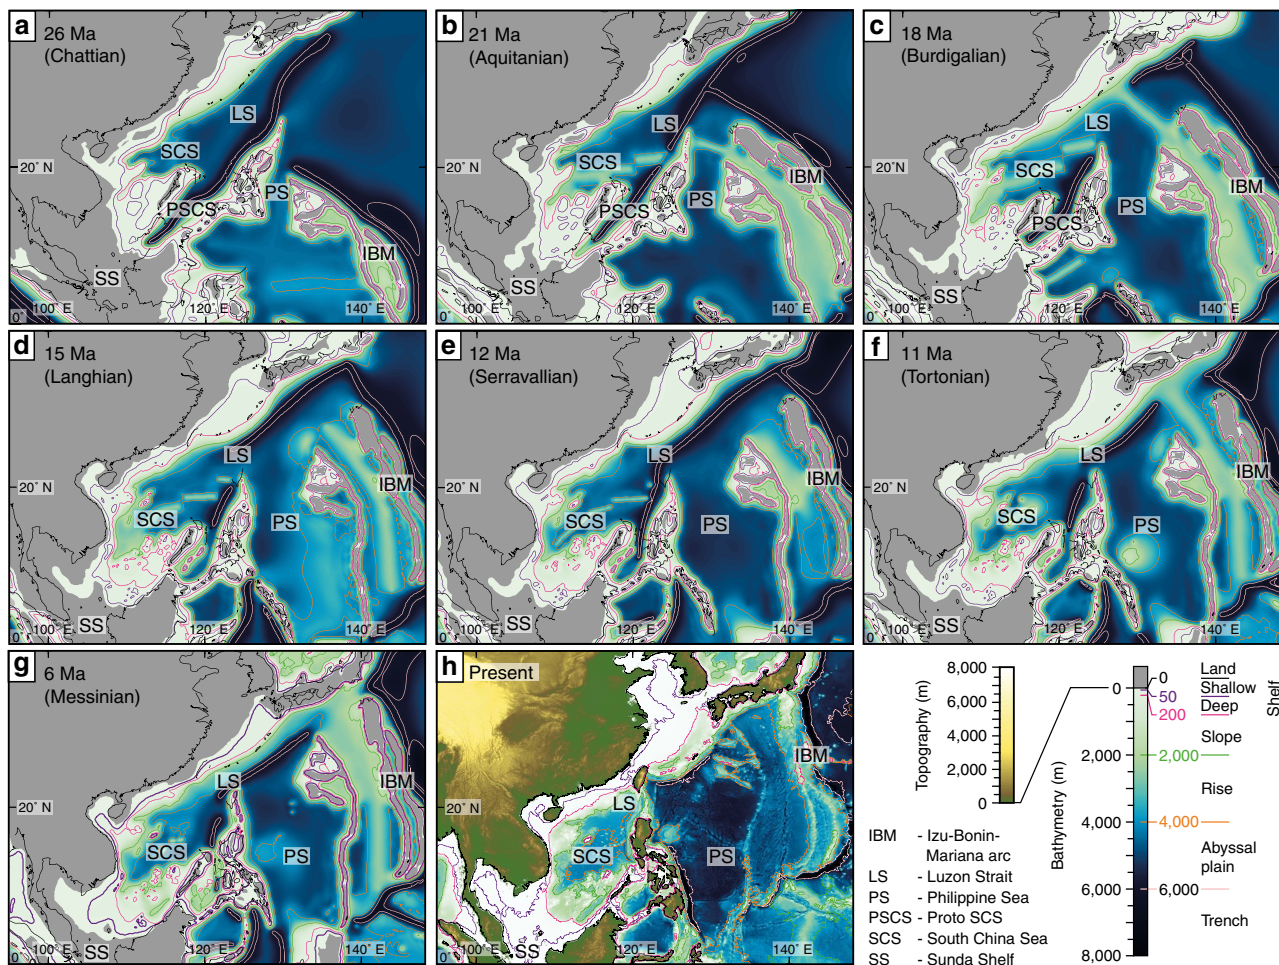 a
26 Ma
(Chattian)
LS
SCS
20° N
PS
PSCS
IBM
SS
0°
100° E
120° E
140° E
b
21 Ma
(Aquitanian)
LS
SCS
20° N
IBM
PS
PSCS
SS
0°
100° E
120° E
140° E
c
18 Ma
(Burdigalian)
LS
SCS
20° N
IBM
PS
PSCS
SS
0°
100° E
120° E
140° E
d
15 Ma
(Langhian)
LS
IBM
20° N
SCS
PS
SS
0°
100° E
120° E
140° E
e
12 Ma
(Serravallian)
LS
IBM
20° N
SCS
PS
SS
0°
100° E
120° E
140° E
f
11 Ma
(Tortonian)
LS
IBM
20° N
SCS
PS
SS
0°
100° E
120° E
140° E
g
6 Ma
(Messinian)
LS
IBM
20° N
SCS
PS
SS
0°
100° E
120° E
140° E
h
Present
IBM
LS
20° N
SCS
PS
SS
0°
100° E
120° E
140° E
Topography (m)
8,000
6,000
4,000
2,000
0
Bathymetry (m)
0
2,000
4,000
6,000
8,000
0
50
200
2,000
4,000
6,000
Land
Shallow
Deep
Shelf
Slope
Rise
Abyssal
plain
Trench
IBM - Izu-Bonin-
Mariana arc
LS - Luzon Strait
PS - Philippine Sea
PSCS - Proto SCS
SCS - South China Sea
SS - Sunda Shelf